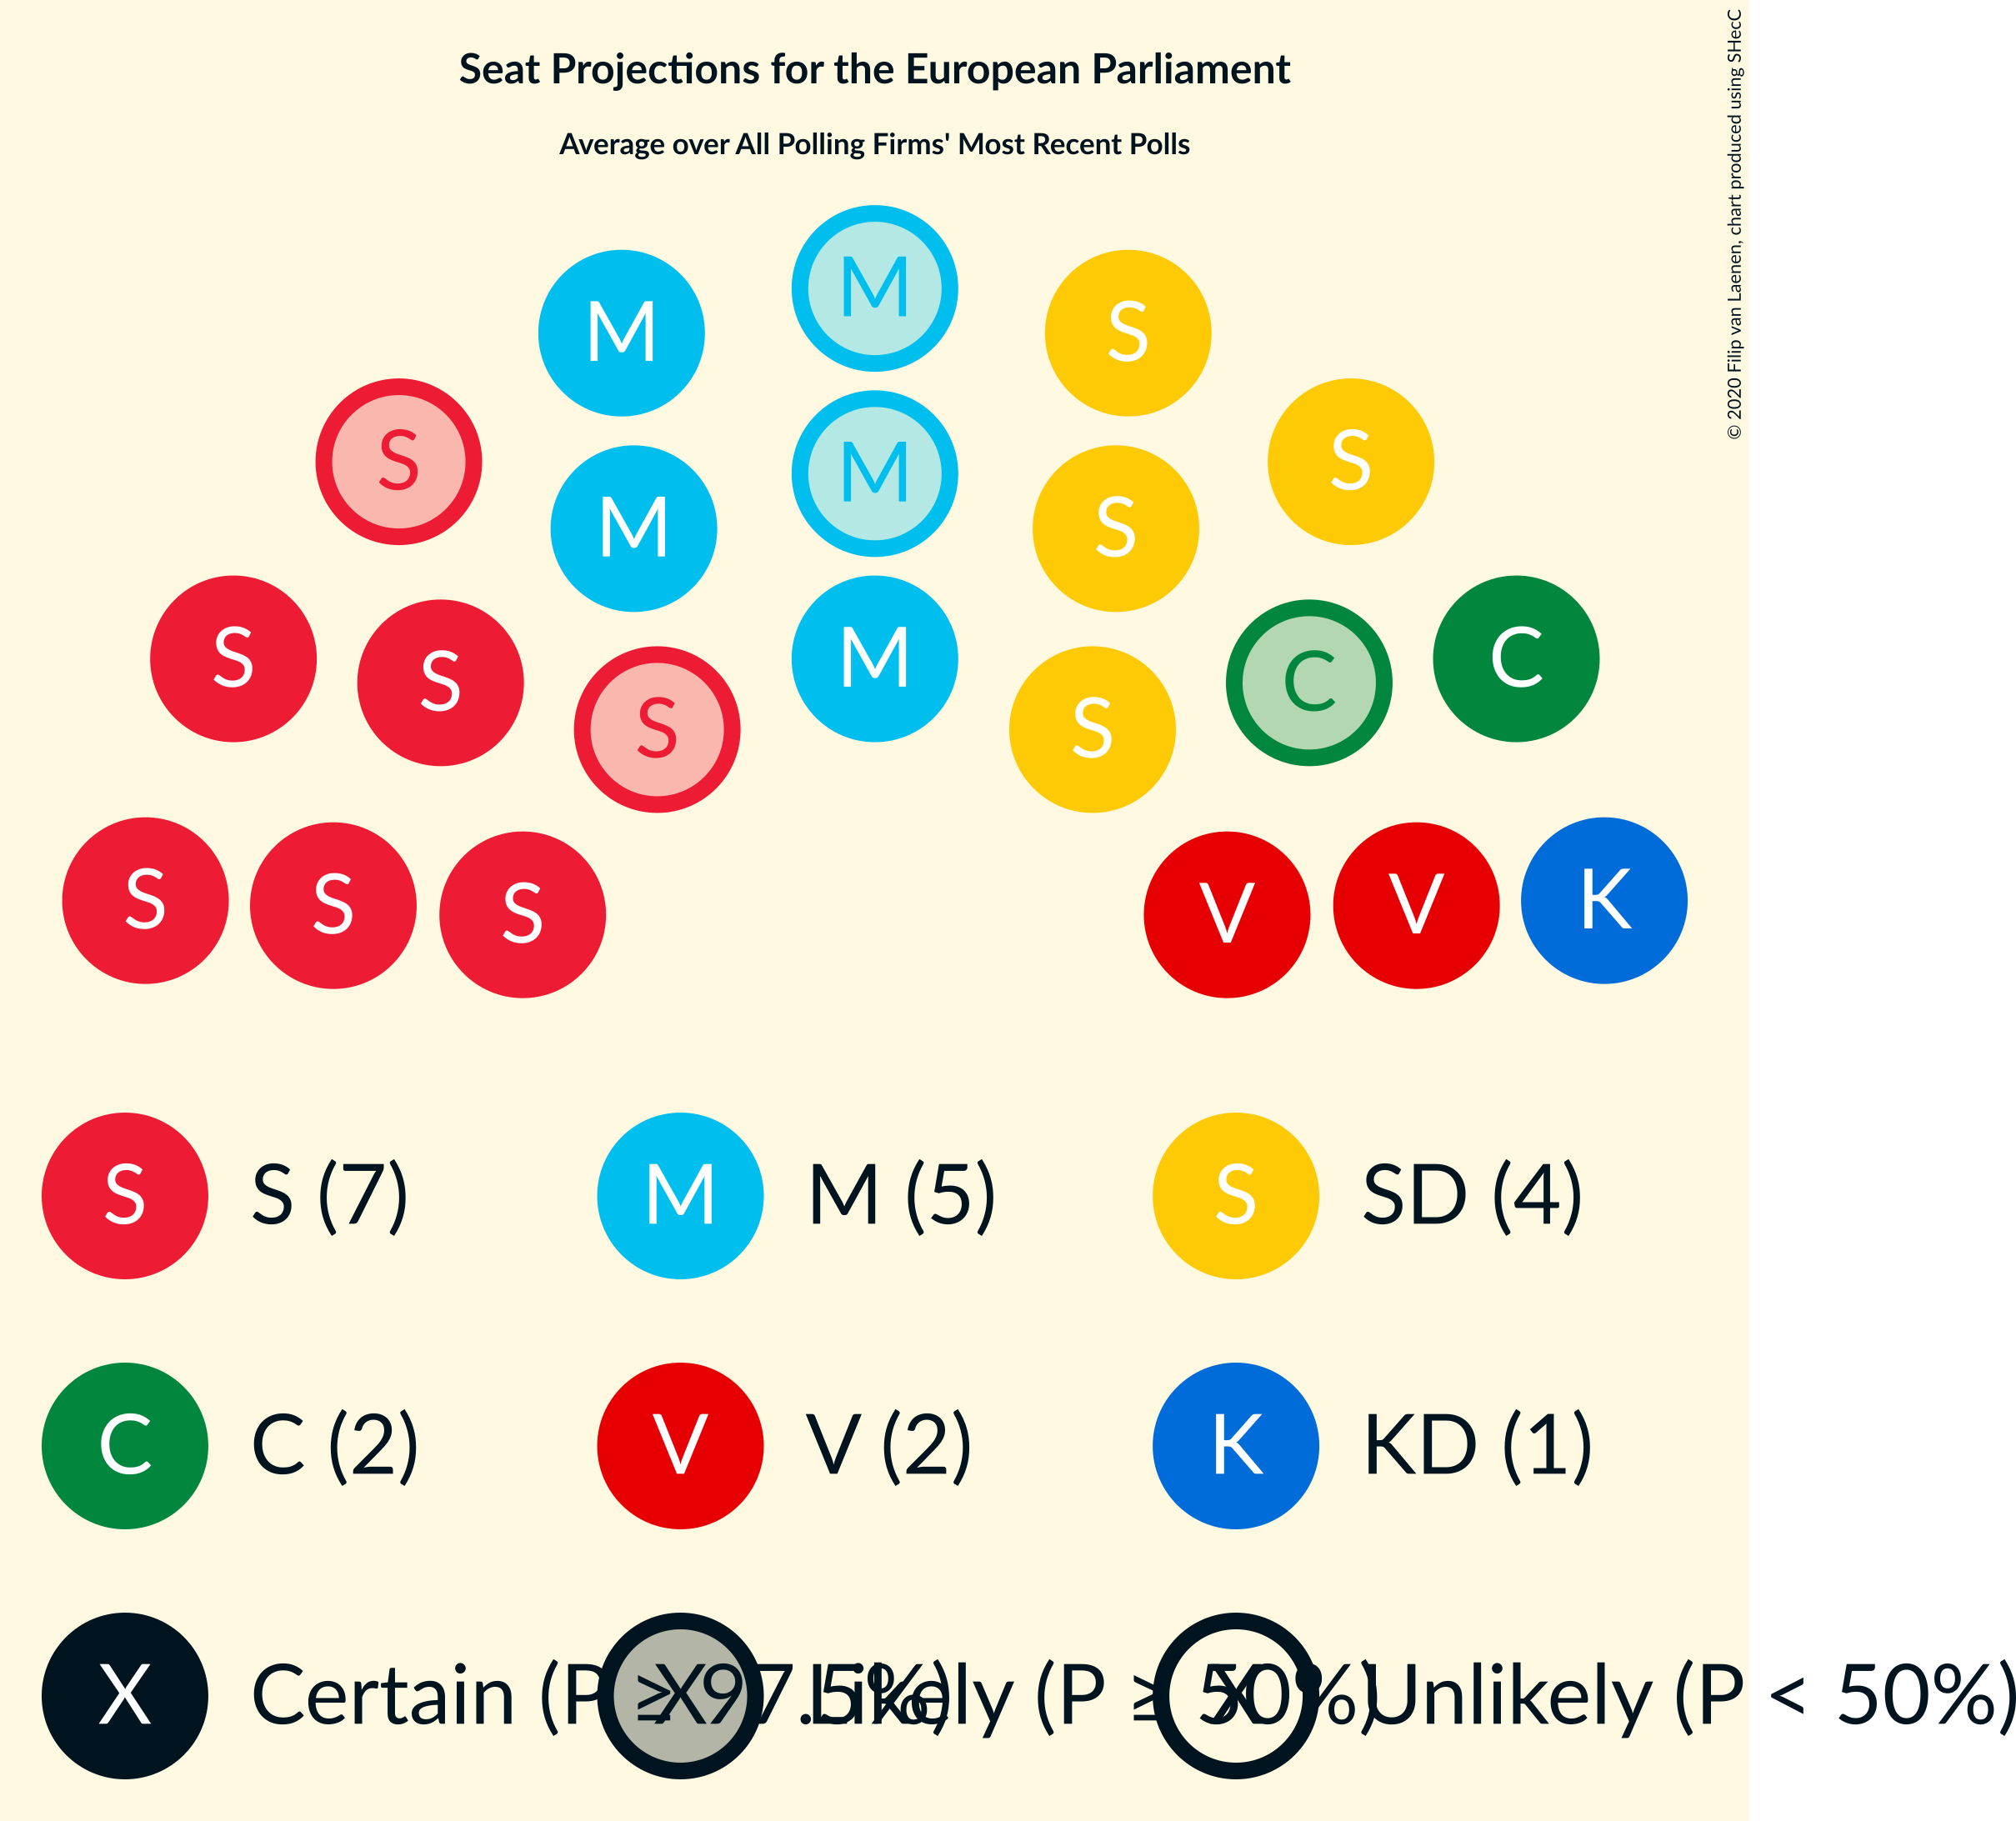 Seat Projections for the European Parliament
Average over All Polling Firms' Most Recent Polls
© 2020 Filip van Laenen, chart produced using SHecC
M
M
S
M
S
S
M
S
M
S
S
S
S
M
S
C
C
S
S
S
V
V
K
S S (7)
M M (5)
S SD (4)
C C (2)
V V (2)
K KD (1)
X Certain (P ≥ 97.5%)
X Likely (P ≥ 50%)
X Unlikely (P < 50%)